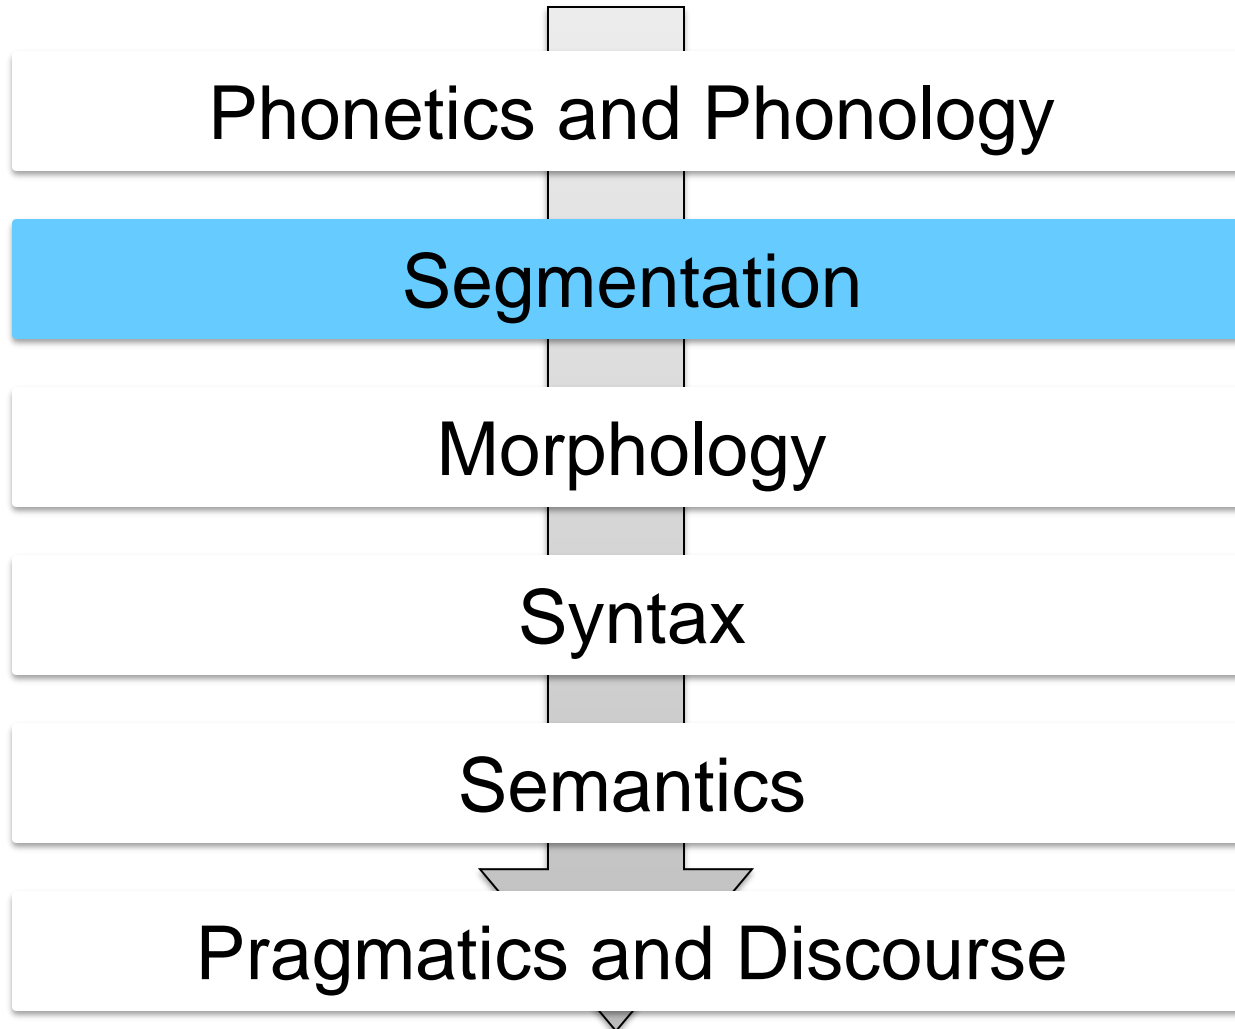 Phonetics and Phonology
Segmentation
Morphology
Syntax
Semantics
Pragmatics and Discourse